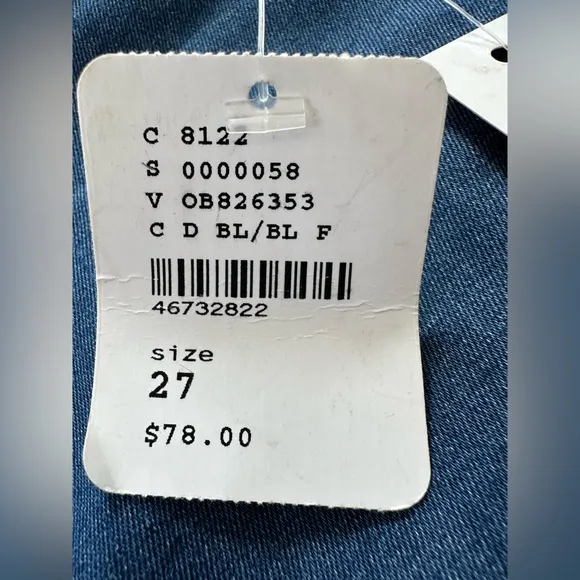 C 8122
S 0000058
V OB826353
C D BL/BL F
46732822
size
27
$78.00